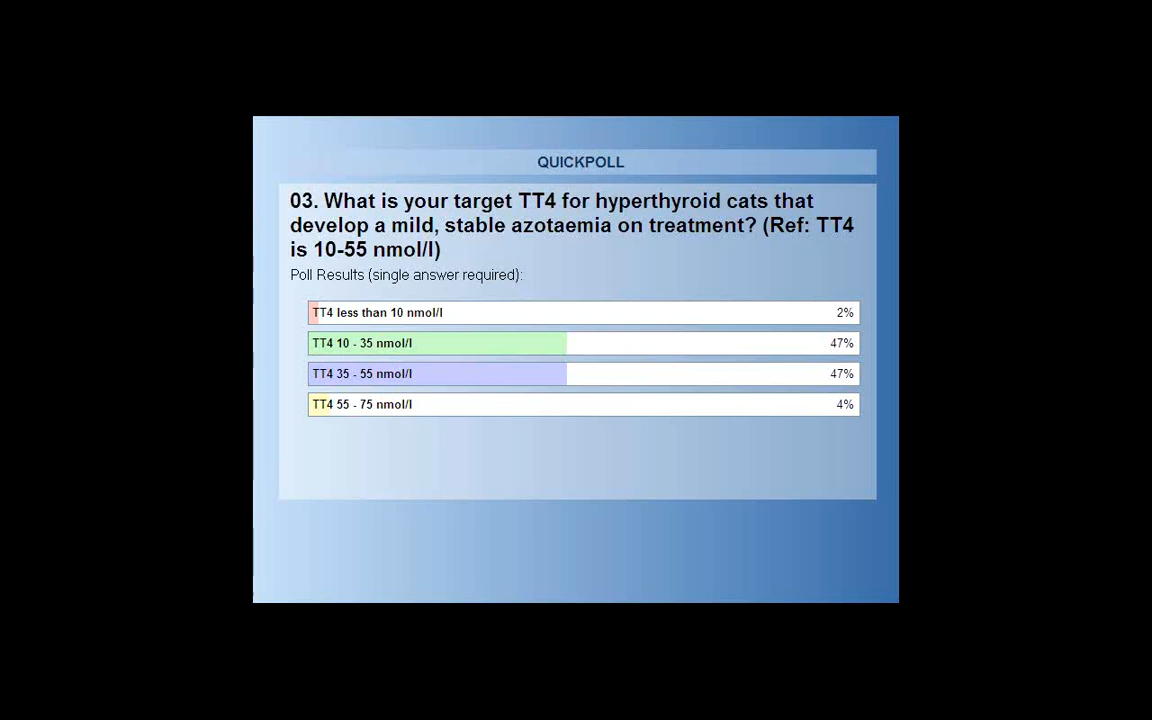 QUICKPOLL
03. What is your target TT4 for hyperthyroid cats that
develop a mild, stable azotaemia on treatment? (Ref: TT4
is 10-55 nmol/l)
Poll Results (single answer required):
TT4 less than 10 nmol/l 2%
TT4 10 - 35 nmol/l 47%
TT4 35 - 55 nmol/l 47%
TT4 55 - 75 nmol/l 4%